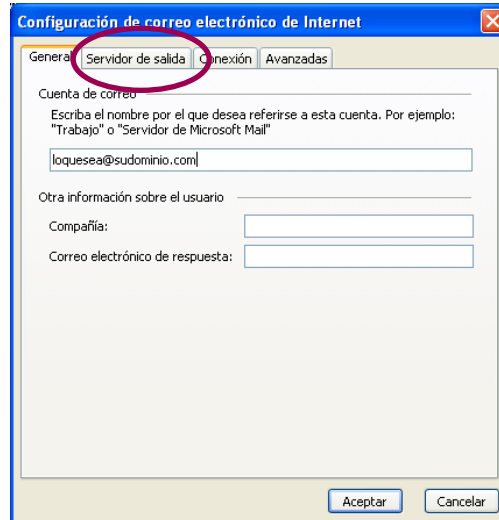 Configuración de correo electrónico de Internet
General Servidor de salida Conexión Avanzadas
Cuenta de correo
Escriba el nombre por el que desea referirse a esta cuenta. Por ejemplo:
"Trabajo" o "Servidor de Microsoft Mail"
loquesea@sudominio.com
Otra información sobre el usuario
Compañía:
Correo electrónico de respuesta:
Aceptar Cancelar